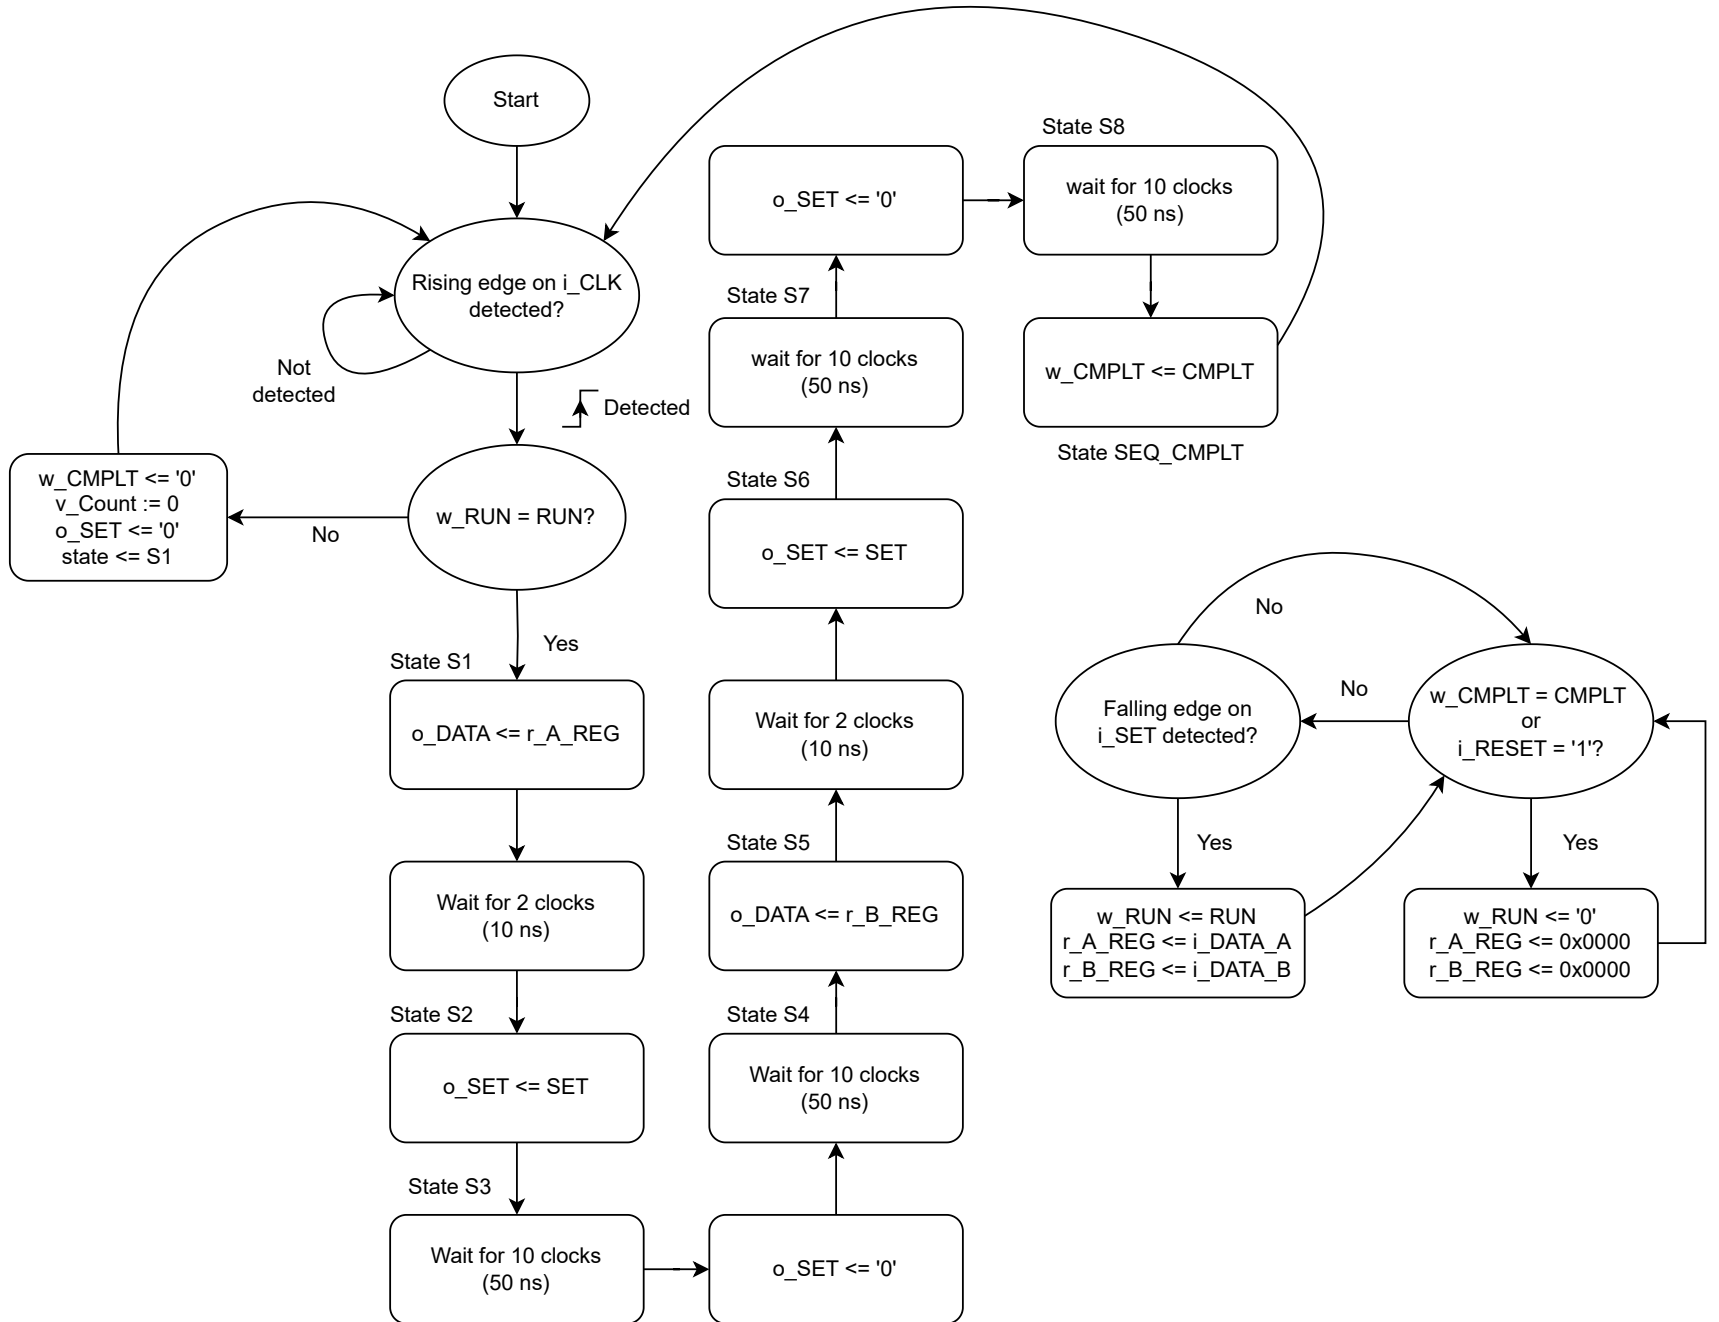 Start
Rising edge on i_CLK
detected?
Not
detected
Detected
w_RUN = RUN?
No
w_CMPLT <= '0'
v_Count := 0
o_SET <= '0'
state <= S1
Yes
State S1
o_DATA <= r_A_REG
Wait for 2 clocks
(10 ns)
State S2
o_SET <= SET
State S3
Wait for 10 clocks
(50 ns)
o_SET <= '0'
State S4
Wait for 10 clocks
(50 ns)
State S5
o_DATA <= r_B_REG
Wait for 2 clocks
(10 ns)
State S6
o_SET <= SET
State S7
wait for 10 clocks
(50 ns)
o_SET <= '0'
State S8
wait for 10 clocks
(50 ns)
w_CMPLT <= CMPLT
State SEQ_CMPLT
No
Falling edge on
i_SET detected?
No
w_CMPLT = CMPLT
or
i_RESET = '1'?
Yes
w_RUN <= RUN
r_A_REG <= i_DATA_A
r_B_REG <= i_DATA_B
Yes
w_RUN <= '0'
r_A_REG <= 0x0000
r_B_REG <= 0x0000